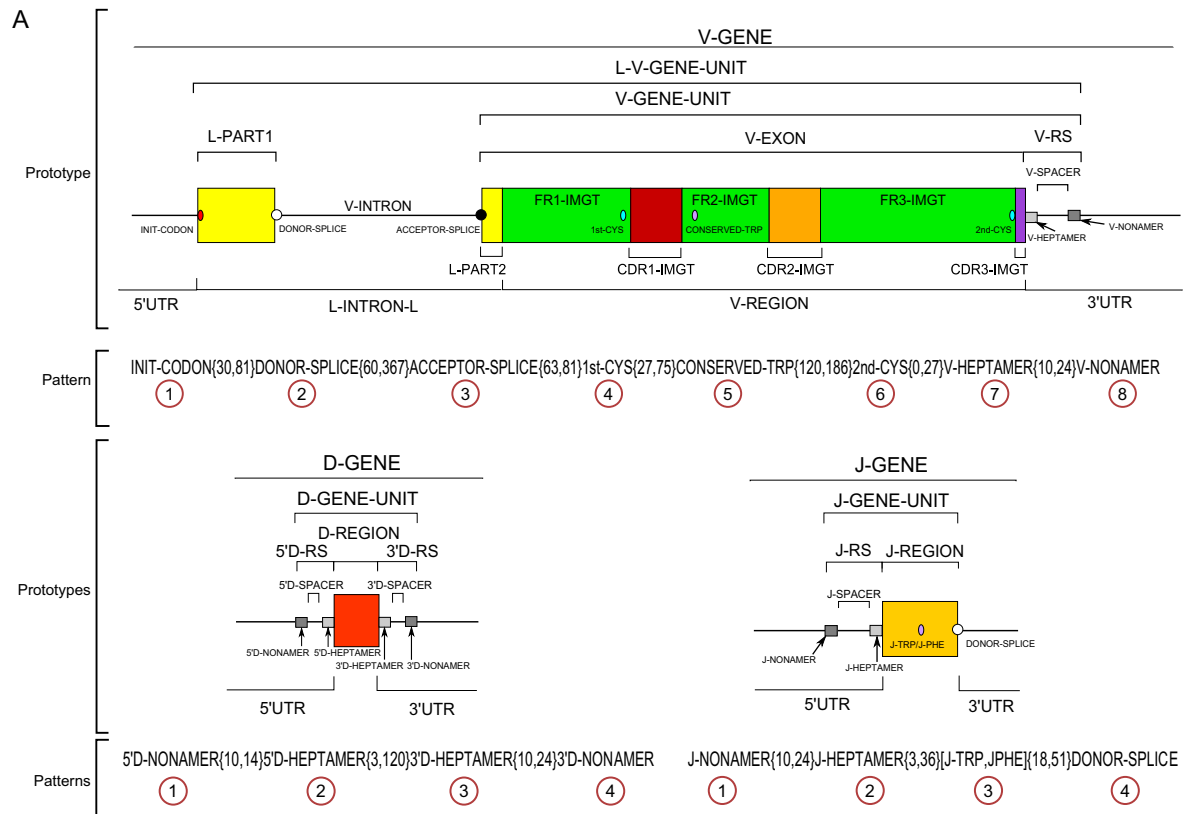 A
V-GENE
L-V-GENE-UNIT
V-GENE-UNIT
L-PART1
V-EXON
V-RS
V-SPACER
Prototype
V-INTRON
FR1-IMGT
FR2-IMGT
FR3-IMGT
INIT-CODON
DONOR-SPLICE
ACCEPTOR-SPLICE
1st-CYS
CONSERVED-TRP
2nd-CYS
V-HEPTAMER
V-NONAMER
L-PART2
CDR1-IMGT
CDR2-IMGT
CDR3-IMGT
5'UTR
L-INTRON-L
V-REGION
3'UTR
Pattern
INIT-CODON{30,81}DONOR-SPLICE{60,367}ACCEPTOR-SPLICE{63,81}1st-CYS{27,75}CONSERVED-TRP{120,186}2nd-CYS{0,27}V-HEPTAMER{10,24}V-NONAMER
1 2 3 4 5 6 7 8
Prototypes
D-GENE
D-GENE-UNIT
D-REGION
5'D-RS
3'D-RS
5'D-SPACER
3'D-SPACER
5'D-NONAMER
5'D-HEPTAMER
3'D-HEPTAMER
3'D-NONAMER
5'UTR
3'UTR
J-GENE
J-GENE-UNIT
J-RS
J-REGION
J-SPACER
J-TRP/J-PHE
DONOR-SPLICE
J-NONAMER
J-HEPTAMER
5'UTR
3'UTR
Patterns
5'D-NONAMER{10,14}5'D-HEPTAMER{3,120}3'D-HEPTAMER{10,24}3'D-NONAMER
1 2 3 4
J-NONAMER{10,24}J-HEPTAMER{3,36}[J-TRP,JPHE]{18,51}DONOR-SPLICE
1 2 3 4